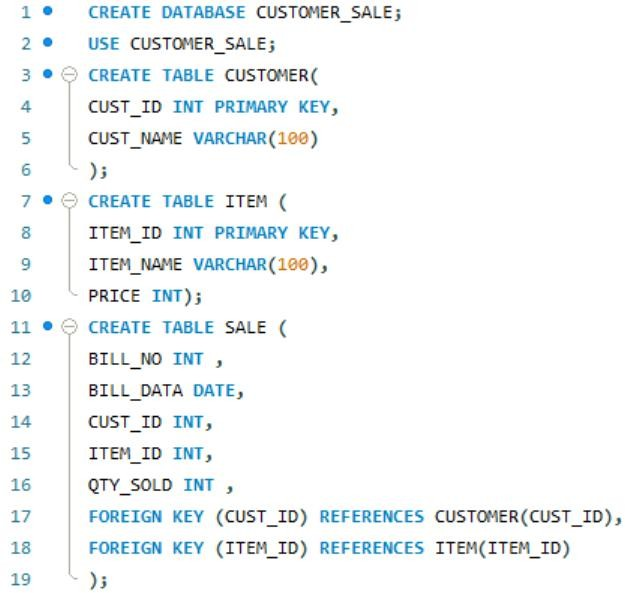 1 CREATE DATABASE CUSTOMER_SALE;
2 USE CUSTOMER_SALE;
3 CREATE TABLE CUSTOMER(
4 CUST_ID INT PRIMARY KEY,
5 CUST_NAME VARCHAR(100)
6 );
7 CREATE TABLE ITEM (
8 ITEM_ID INT PRIMARY KEY,
9 ITEM_NAME VARCHAR(100),
10 PRICE INT);
11 CREATE TABLE SALE (
12 BILL_NO INT ,
13 BILL_DATA DATE,
14 CUST_ID INT,
15 ITEM_ID INT,
16 QTY_SOLD INT ,
17 FOREIGN KEY (CUST_ID) REFERENCES CUSTOMER(CUST_ID),
18 FOREIGN KEY (ITEM_ID) REFERENCES ITEM(ITEM_ID)
19 );